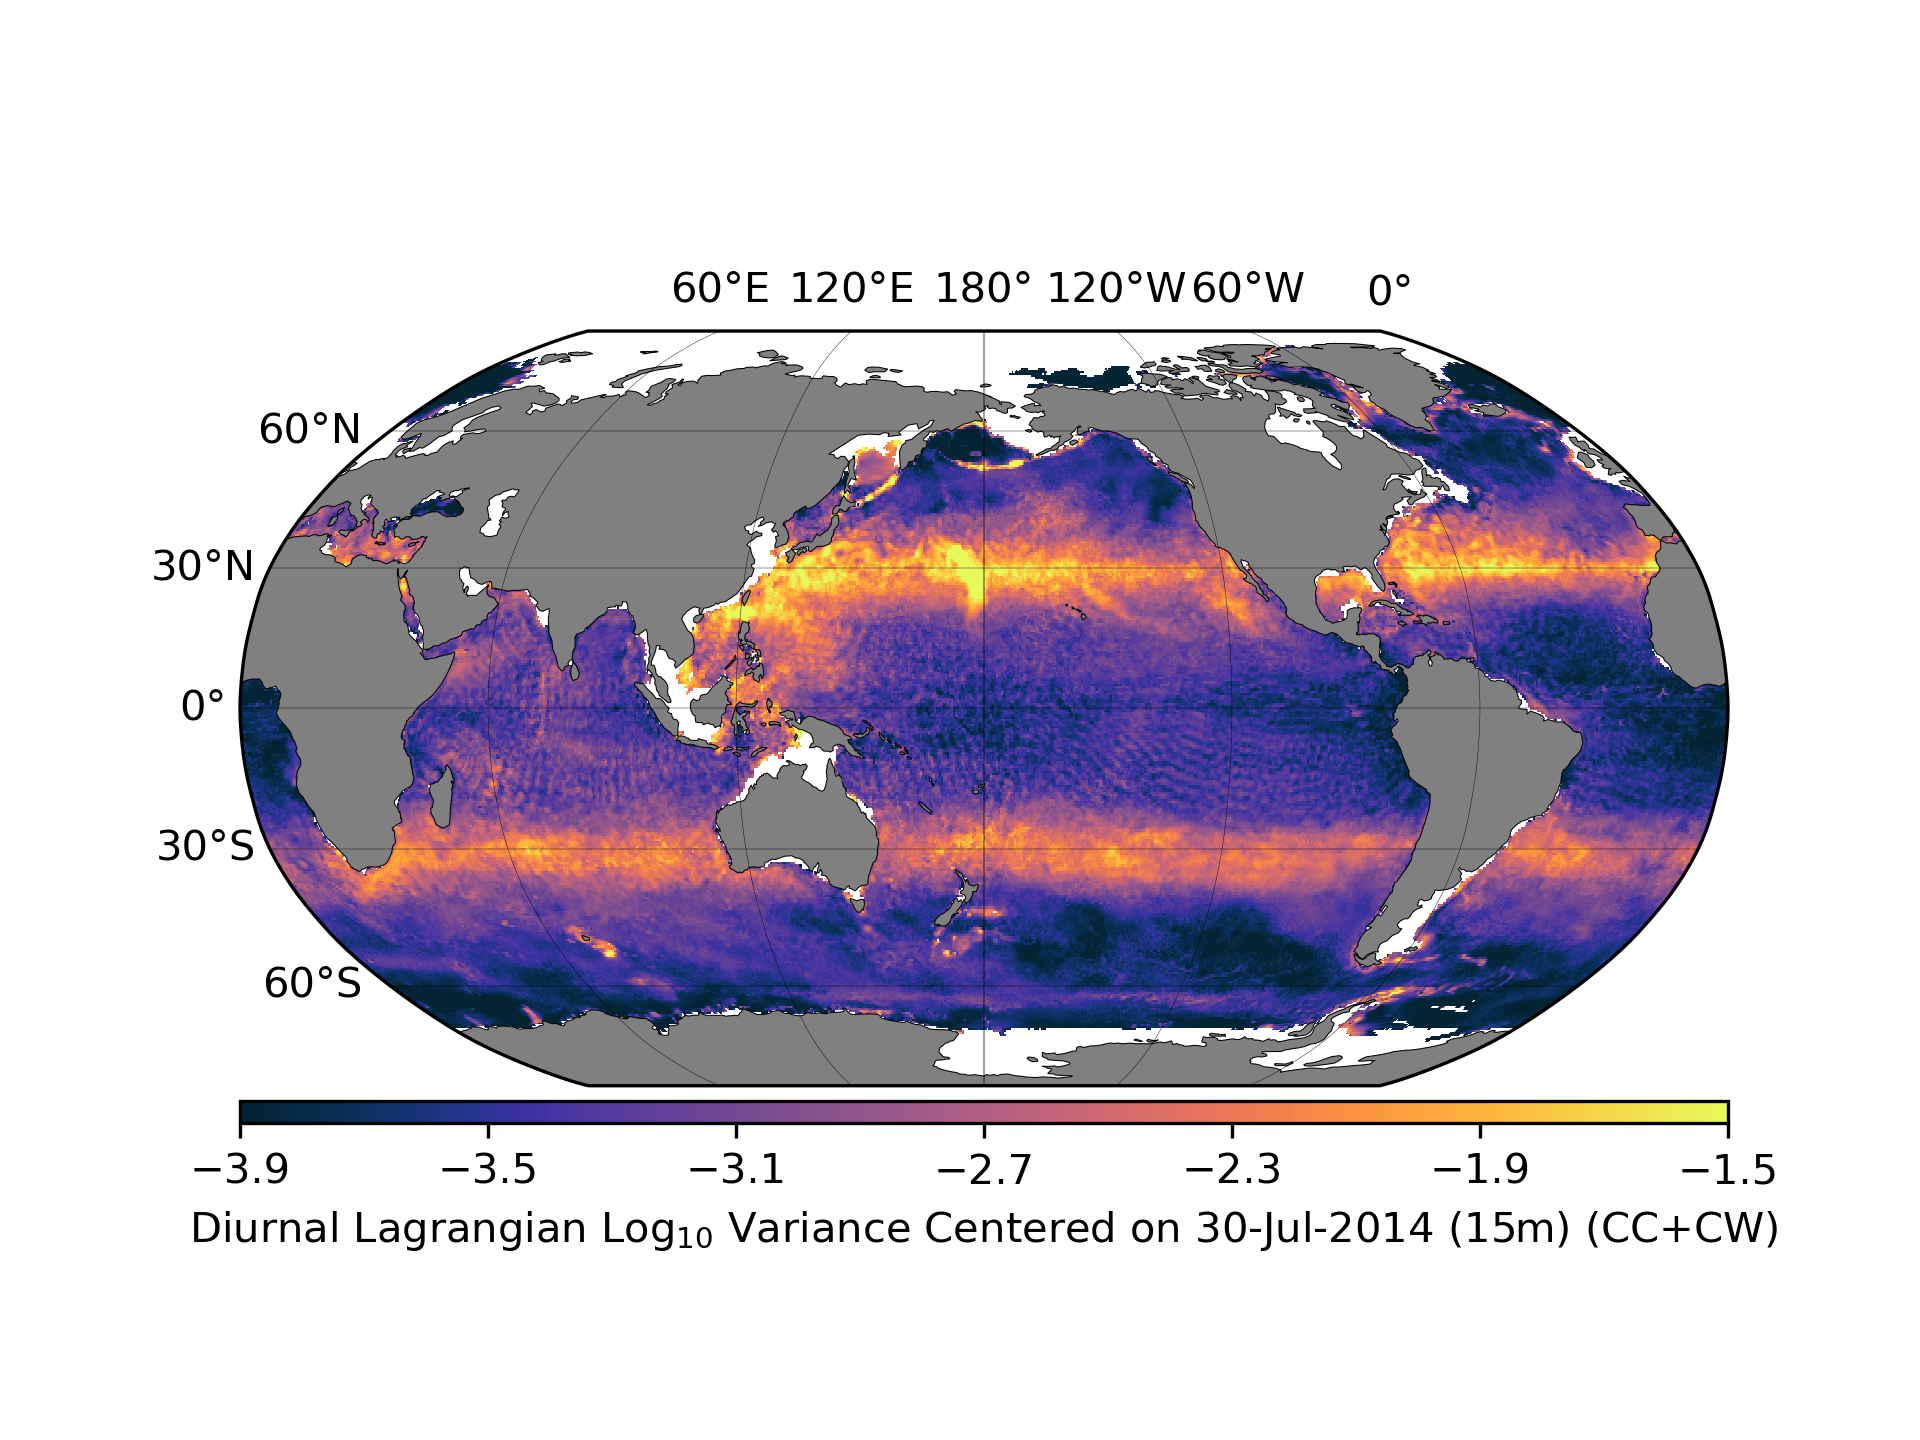 60°E 120°E 180° 120°W 60°W 0°
60°N
30°N
0°
30°S
60°S
−3.9 −3.5 −3.1 −2.7 −2.3 −1.9 −1.5
Diurnal Lagrangian Log₁₀ Variance Centered on 30-Jul-2014 (15m) (CC+CW)